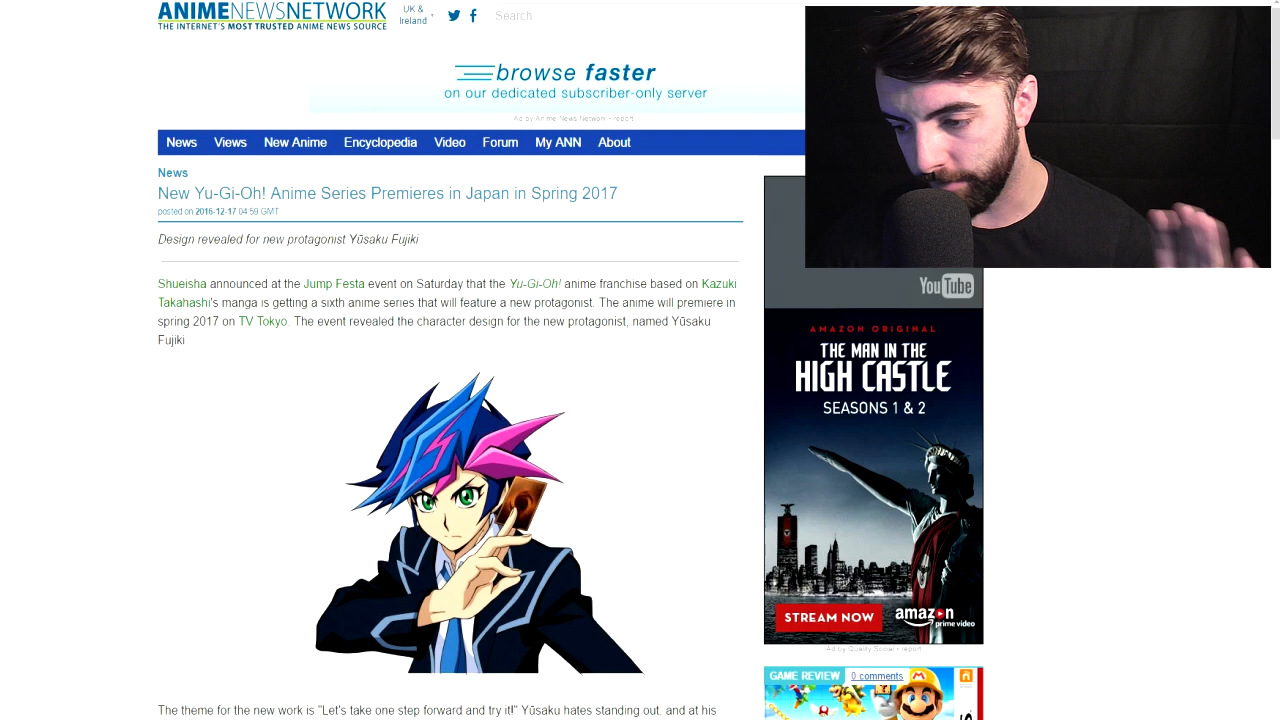 ANIMENEWSNETWORK
THE INTERNET'S MOST TRUSTED ANIME NEWS SOURCE
UK &
Ireland
Search
browse faster
on our dedicated subscriber-only server
Ad by Anime News Network • report
News Views New Anime Encyclopedia Video Forum My ANN About
News
New Yu-Gi-Oh! Anime Series Premieres in Japan in Spring 2017
posted on 2016-12-17 04:59 GMT
Design revealed for new protagonist Yūsaku Fujiki
Shueisha announced at the Jump Festa event on Saturday that the Yu-Gi-Oh! anime franchise based on Kazuki
Takahashi's manga is getting a sixth anime series that will feature a new protagonist. The anime will premiere in
spring 2017 on TV Tokyo. The event revealed the character design for the new protagonist, named Yūsaku
Fujiki
The theme for the new work is "Let's take one step forward and try it!" Yūsaku hates standing out, and at his
YouTube
AMAZON ORIGINAL
THE MAN IN THE
HIGH CASTLE
SEASONS 1 & 2
STREAM NOW
amazon
prime video
Ad by Quality Social • report
GAME REVIEW
0 comments